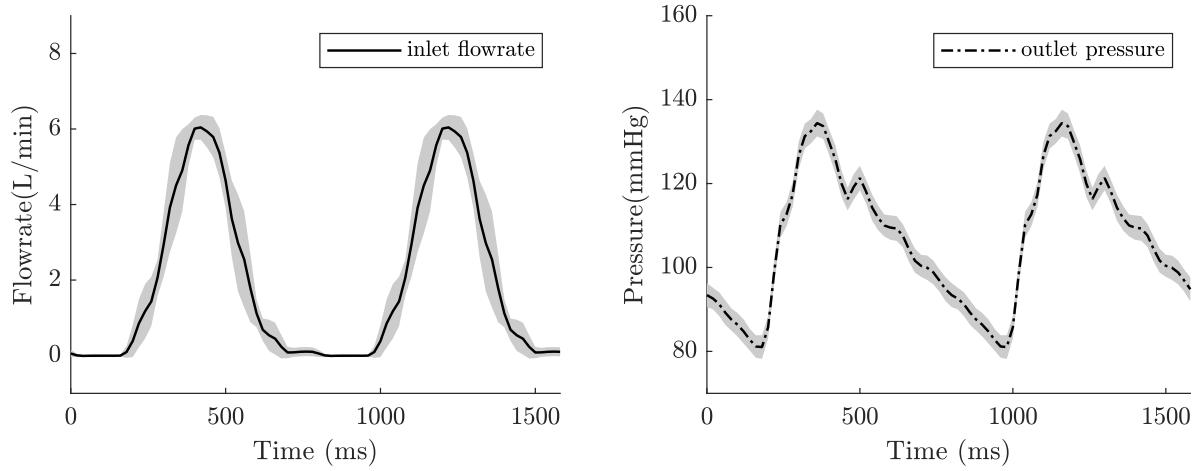 inlet flowrate
8
6
4
2
0
Flowrate(L/min)
0 500 1000 1500
Time (ms)
outlet pressure
160
140
120
100
80
Pressure(mmHg)
0 500 1000 1500
Time (ms)